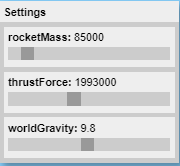 Settings
rocketMass: 85000
thrustForce: 1993000
worldGravity: 9.8